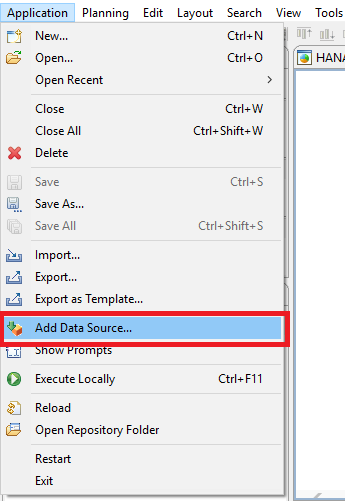 Application Planning Edit Layout Search View Tools
HANA
New... Ctrl+N
Open... Ctrl+O
Open Recent
Close Ctrl+W
Close All Ctrl+Shift+W
Delete
Save Ctrl+S
Save As...
Save All Ctrl+Shift+S
Import...
Export...
Export as Template...
Add Data Source...
Show Prompts
Execute Locally Ctrl+F11
Reload
Open Repository Folder
Restart
Exit